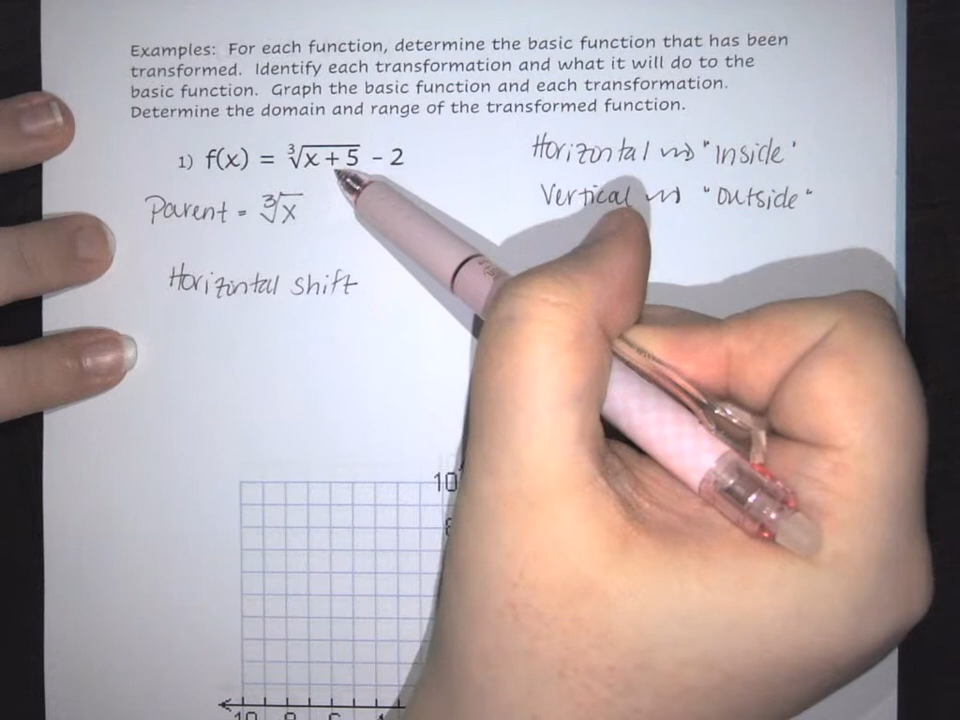 Examples: For each function, determine the basic function that has been
transformed. Identify each transformation and what it will do to the
basic function. Graph the basic function and each transformation.
Determine the domain and range of the transformed function.
1) f(x) = ∛(x + 5) - 2
Parent = ∛x
Horizontal shift
Horizontal ⇝ "Inside"
Vertical ⇝ "Outside"
10